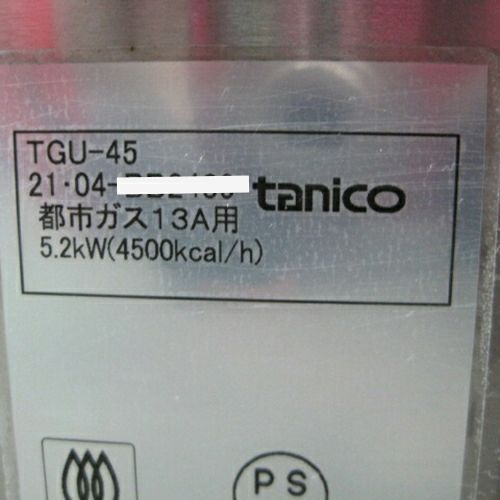 TGU-45
21・04-
tanico
都市ガス13A用
5.2kW(4500kcal/h)
PS